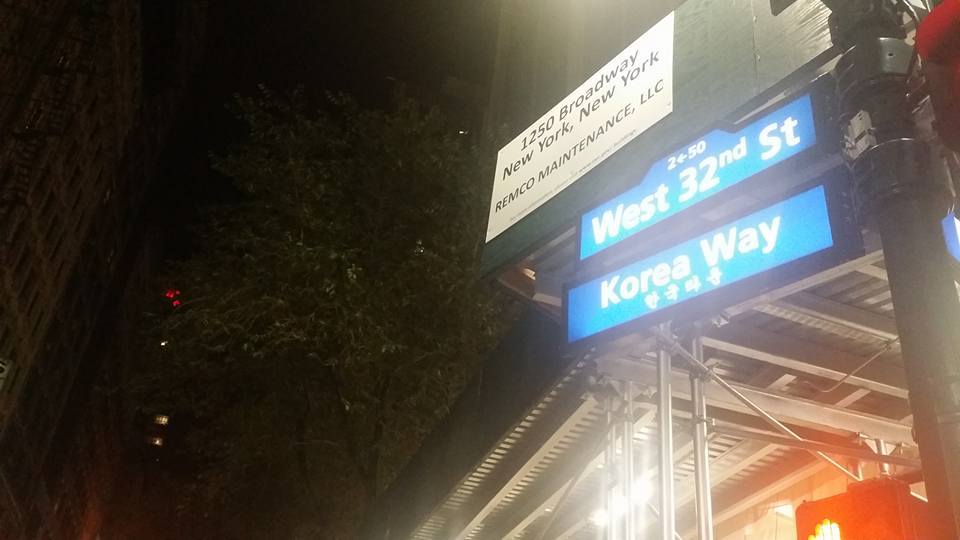 1250 Broadway
New York, New York
REMCO MAINTENANCE, LLC
2←50
West 32nd St
Korea Way
한국타운